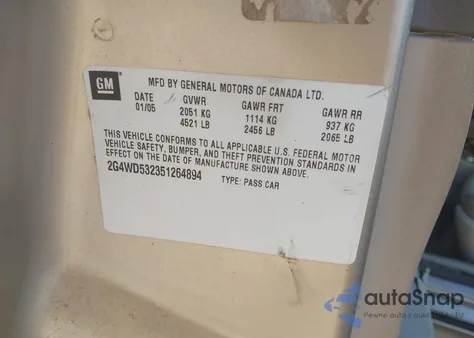 GM
MFD BY GENERAL MOTORS OF CANADA LTD.
DATE GVWR GAWR FRT GAWR RR
01/05 2051 KG 1114 KG 937 KG
4521 LB 2456 LB 2065 LB
THIS VEHICLE CONFORMS TO ALL APPLICABLE U.S. FEDERAL MOTOR
VEHICLE SAFETY, BUMPER, AND THEFT PREVENTION STANDARDS IN
EFFECT ON THE DATE OF MANUFACTURE SHOWN ABOVE.
2G4WD532351264894 TYPE: PASS CAR
autoSnap
Pewne auta z aukcji